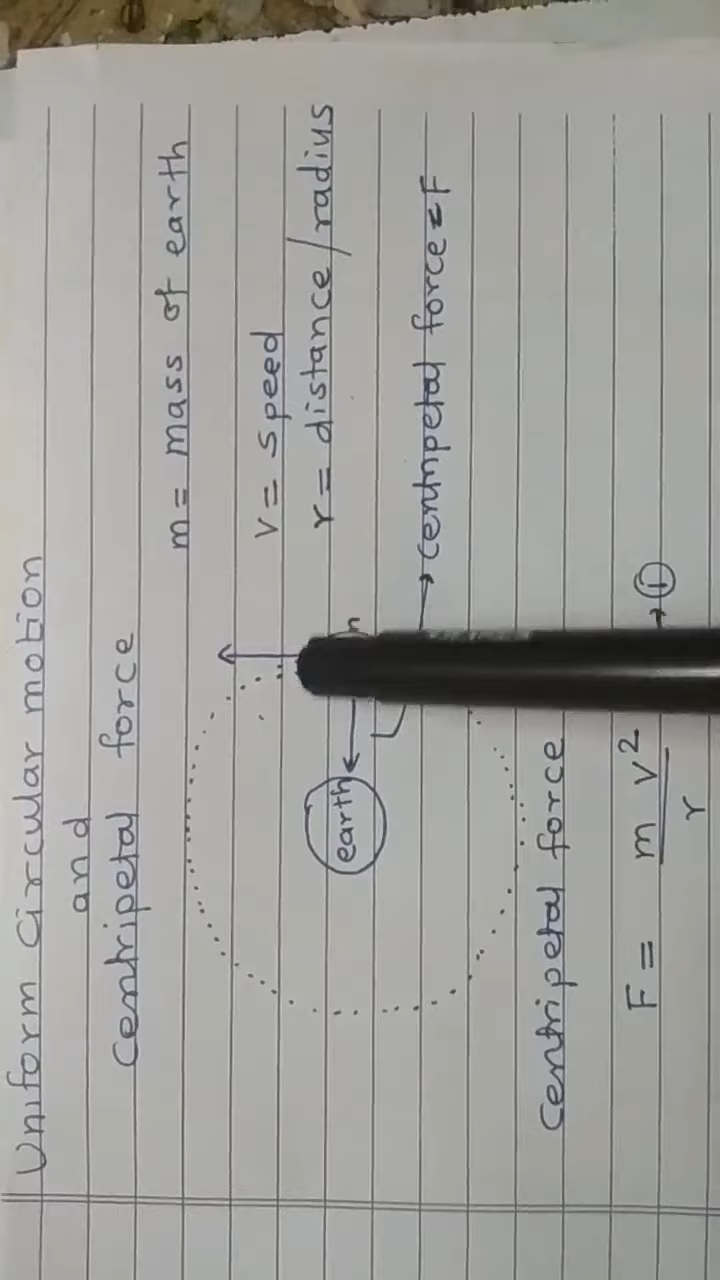 Uniform Circular motion
and
Centripetal force
m = mass of earth
v = speed
r = distance/radius
earth
centripetal force = F
Centripetal force
F = m v² / r → ①